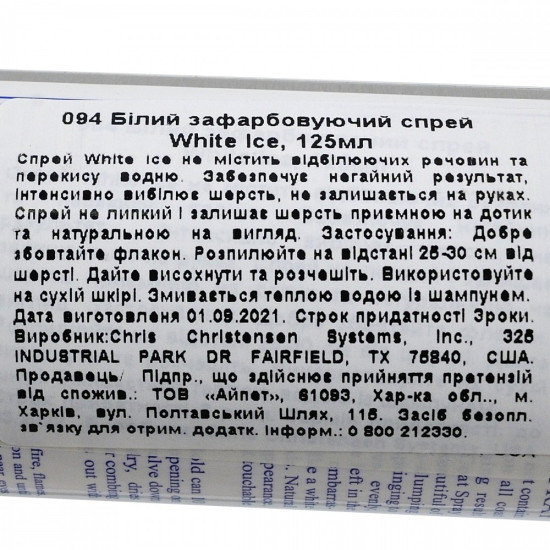 094 Білий зафарбовуючий спрей
White Ice, 125мл
Спрей White Ice не містить відбілюючих речовин та
перекису водню. Забезпечує негайний результат,
інтенсивно вибілює шерсть, не залишається на руках.
Спрей не липкий і залишає шерсть приємною на дотик
та натуральною на вигляд. Застосування: Добре
збовтайте флакон. Розпилюйте на відстані 25-30 см від
шерсті. Дайте висохнути та розчешіть. Використовуйте
на сухій шкірі. Змивається теплою водою із шампунем.
Дата виготовленя 01.09.2021. Строк придатності 3роки.
Виробник:Chris Christensen Systems, Inc., 325
INDUSTRIAL PARK DR FAIRFIELD, TX 75840, США.
Продавець/ Підпр., що здійснює прийняття претензій
від спожив.: ТОВ «Айпет», 61093, Хар-ка обл.., м.
Харків, вул. Полтавський Шлях, 115. Засіб безопл.
зв`язку для отрим. додатк. інформ.: 0 800 212330.